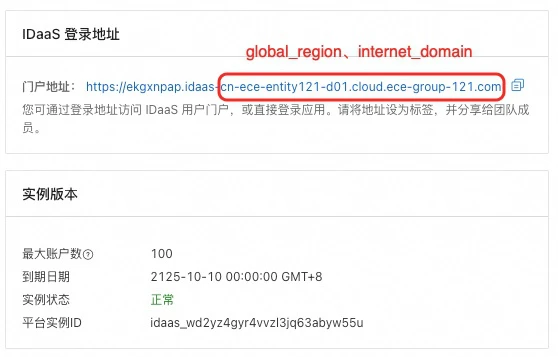 IDaaS 登录地址
global_region、internet_domain
门户地址： https://ekgxnpap.idaas-cn-ece-entity121-d01.cloud.ece-group-121.com
您可通过登录地址访问 IDaaS 用户门户，或直接登录应用。请将地址设为标签，并分享给团队成
员。
实例版本
最大账户数? 100
到期日期 2125-10-10 00:00:00 GMT+8
实例状态 正常
平台实例ID idaas_wd2yz4gyr4vvzl3jq63abyw55u